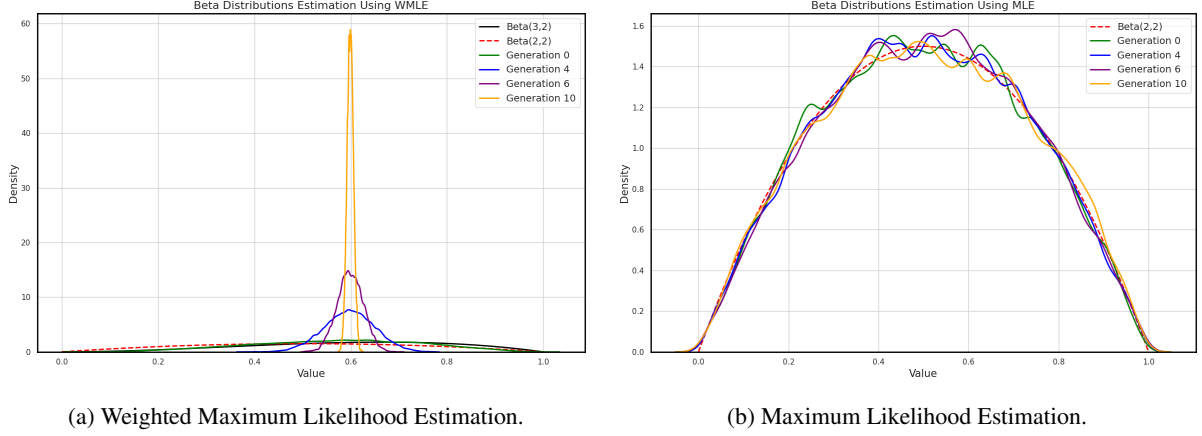 Beta Distributions Estimation Using WMLE
60
50
40
30
20
10
0
Density
0.0 0.2 0.4 0.6 0.8 1.0
Value
Beta(3,2)
Beta(2,2)
Generation 0
Generation 4
Generation 6
Generation 10
(a) Weighted Maximum Likelihood Estimation.
Beta Distributions Estimation Using MLE
1.6
1.4
1.2
1.0
0.8
0.6
0.4
0.2
0.0
Density
0.0 0.2 0.4 0.6 0.8 1.0
Value
Beta(2,2)
Generation 0
Generation 4
Generation 6
Generation 10
(b) Maximum Likelihood Estimation.